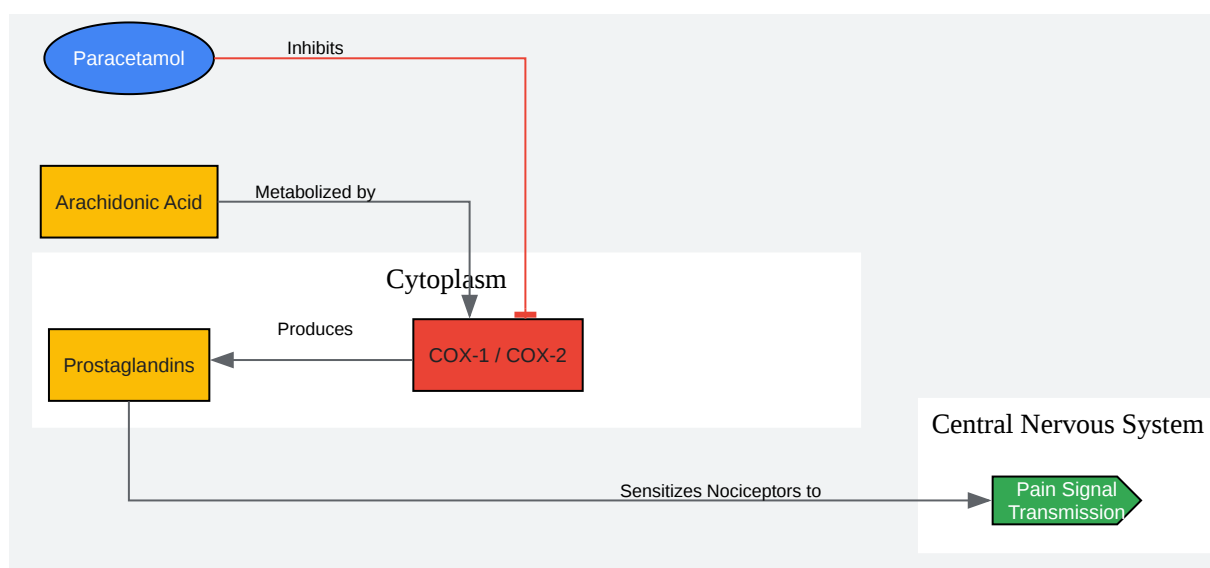 Paracetamol
Inhibits
Arachidonic Acid
Metabolized by
Cytoplasm
Produces
Prostaglandins
COX-1 / COX-2
Central Nervous System
Sensitizes Nociceptors to
Pain Signal
Transmission